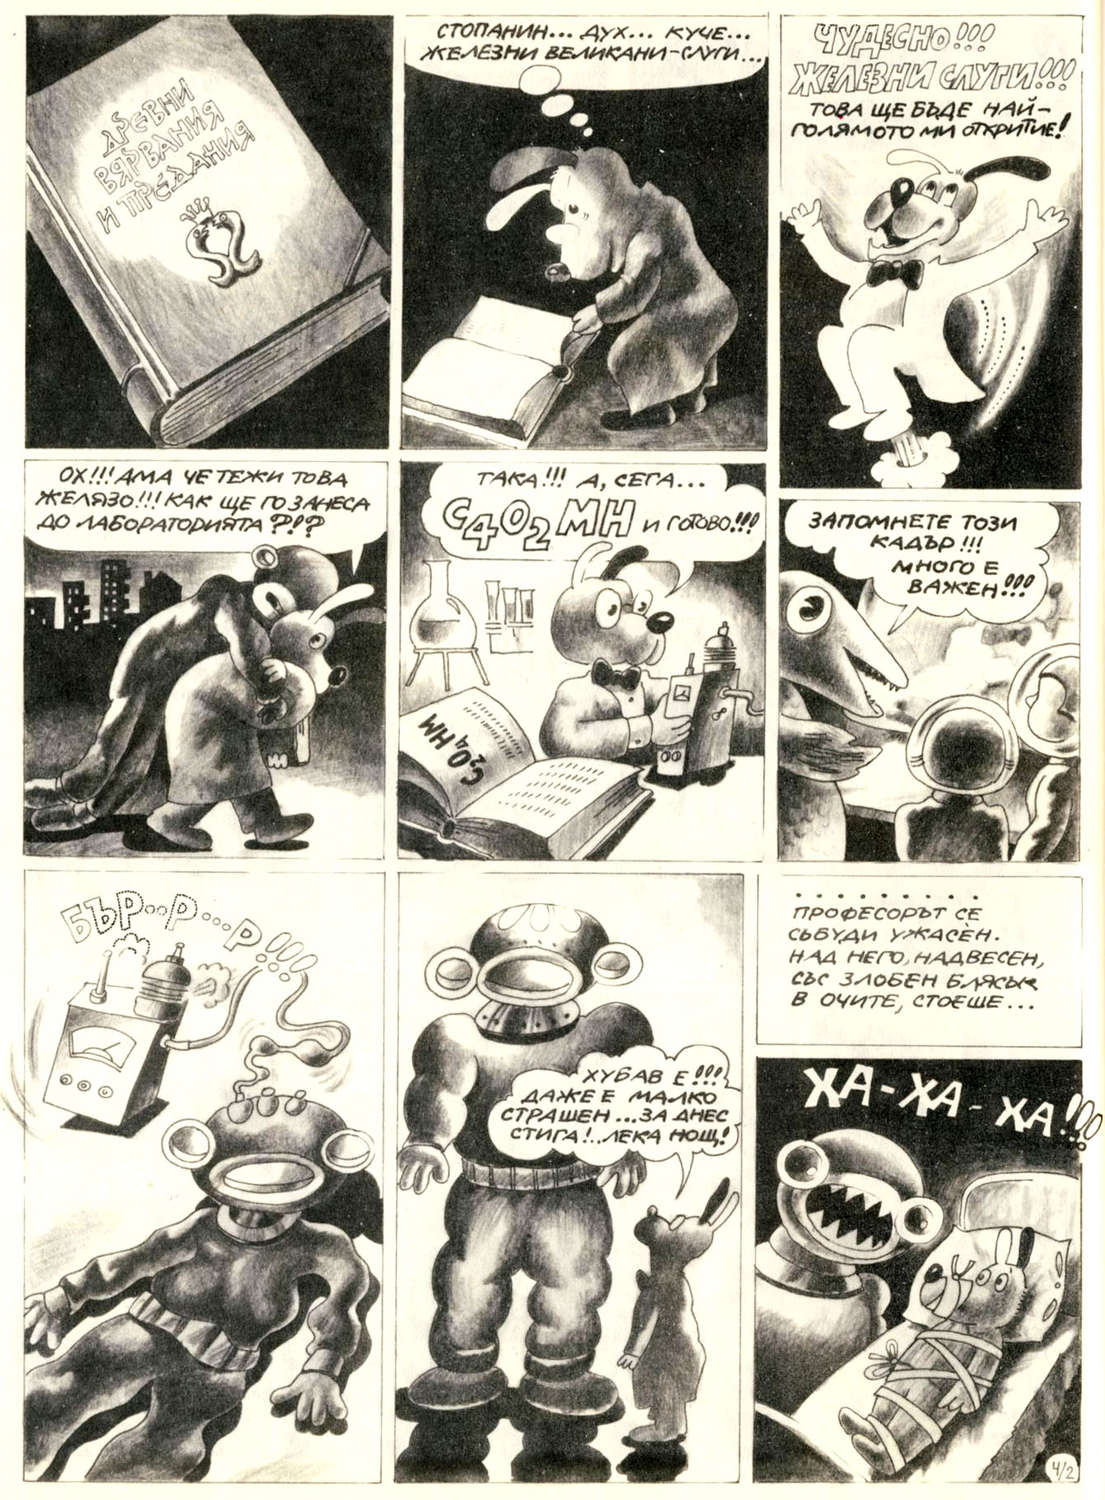 ДРЕВНИ
ВЯРВАНИЯ
И ПРЕДАНИЯ
СТОПАНИН... ДУХ... КУЧЕ...
ЖЕЛЕЗНИ ВЕЛИКАНИ-СЛУГИ...
ЧУДЕСНО!!!
ЖЕЛЕЗНИ СЛУГИ!!!
ТОВА ЩЕ БЪДЕ НАЙ-
ГОЛЯМОТО МИ ОТКРИТИЕ!
ОХ!!! АМА ЧЕ ТЕЖИ ТОВА
ЖЕЛЯЗО!!! КАК ЩЕ ГО ЗАНЕСА
ДО ЛАБОРАТОРИЯТА ?!?
ТАКА!!! А, СЕГА...
C4O2МН И ГОТОВО!!!
C2O4НМ
ЗАПОМНЕТЕ ТОЗИ
КАДЪР!!!
МНОГО Е
ВАЖЕН!!!
БЪР..Р...Р!!!
ХУБАВ Е!!!
ДАЖЕ Е МАЛКО
СТРАШЕН...ЗА ДНЕС
СТИГА!..ЛЕКА НОЩ!
..........
ПРОФЕСОРЪТ СЕ
СЪБУДИ УЖАСЕН.
НАД НЕГО, НАДВЕСЕН,
СЪС ЗЛОБЕН БЛЯСЪК
В ОЧИТЕ, СТОЕШЕ...
ХА-ХА-ХА!!!
4/2